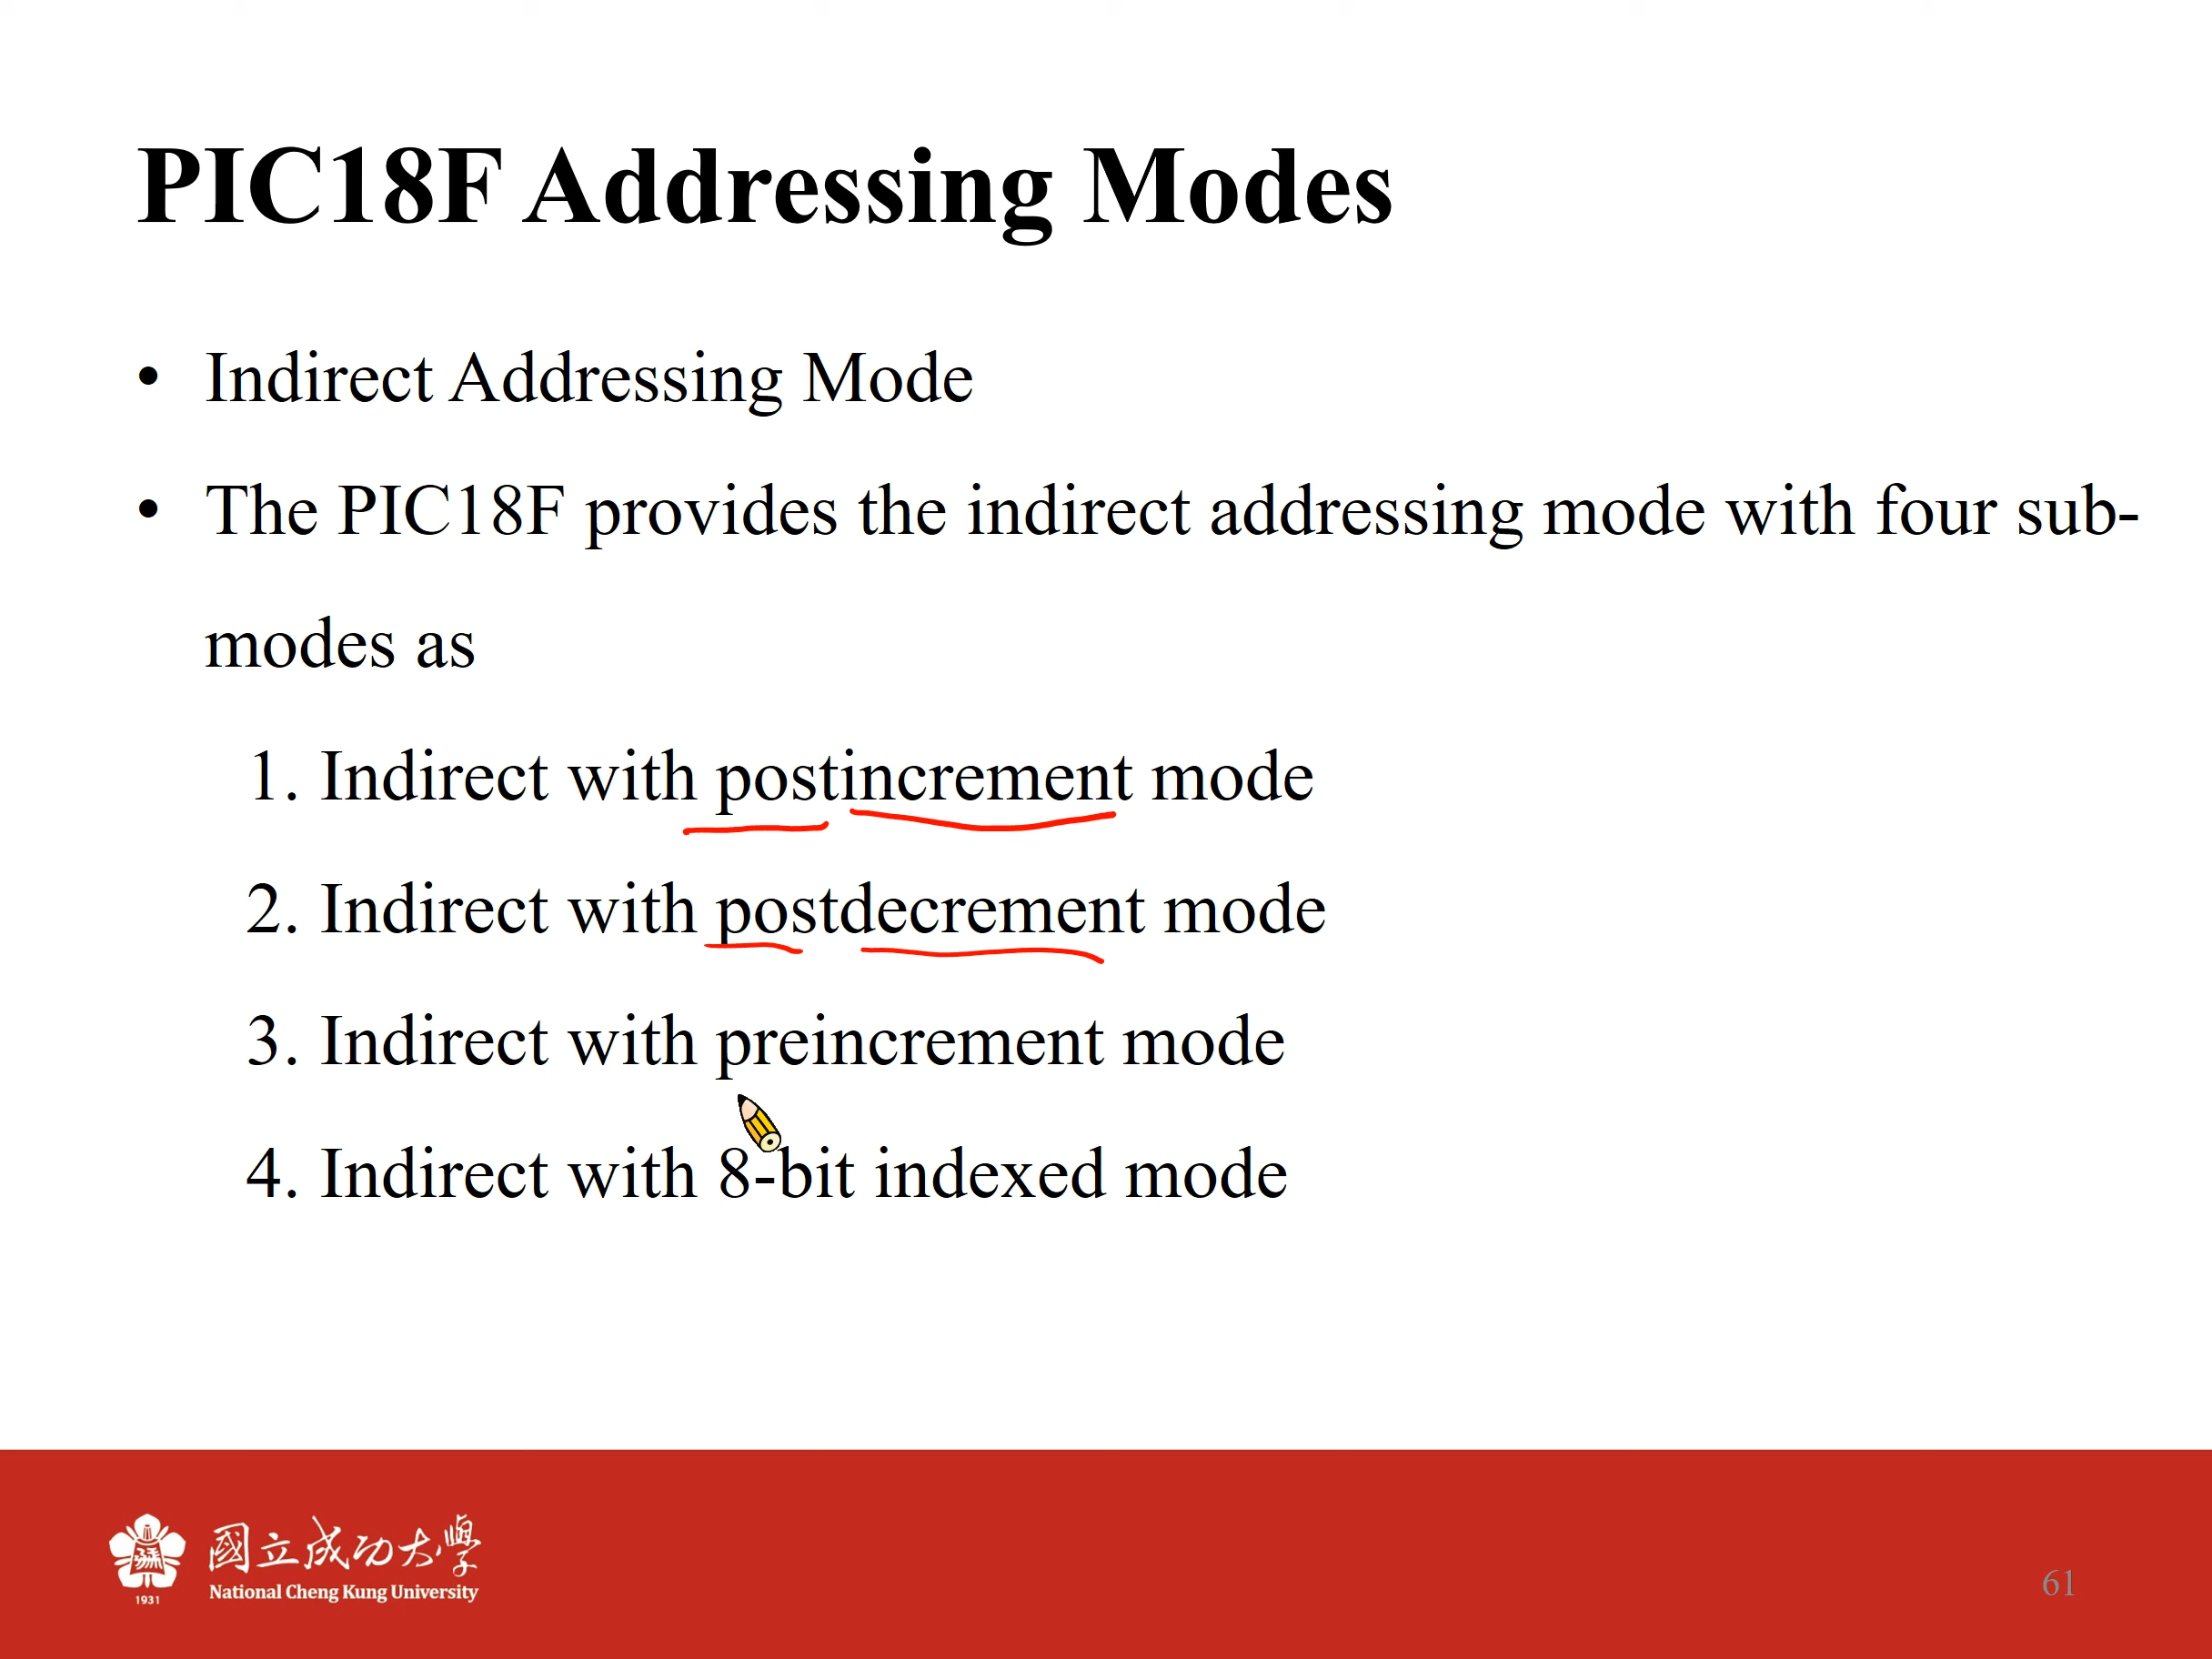 PIC18F Addressing Modes
• Indirect Addressing Mode
• The PIC18F provides the indirect addressing mode with four sub-
modes as
1. Indirect with postincrement mode
2. Indirect with postdecrement mode
3. Indirect with preincrement mode
4. Indirect with 8-bit indexed mode
國立成功大學
National Cheng Kung University
1931
61